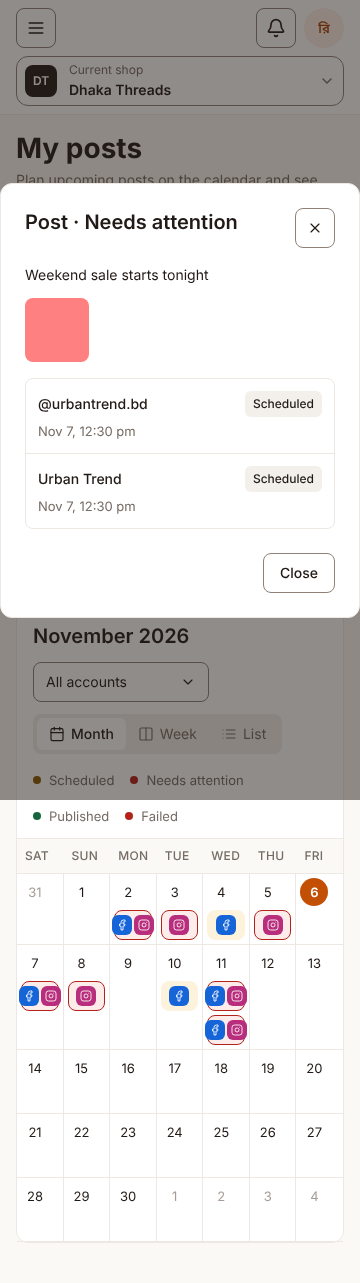 রি
Current shop
DT
Dhaka Threads
My posts
Plan upcoming posts on the calendar and see
Post · Needs attention
Weekend sale starts tonight
@urbantrend.bd
Scheduled
Nov 7, 12:30 pm
Urban Trend
Scheduled
Nov 7, 12:30 pm
Close
November 2026
All accounts
Month Week List
Scheduled Needs attention
Published Failed
SAT SUN MON TUE WED THU FRI
31 1 2 3 4 5 6
7 8 9 10 11 12 13
14 15 16 17 18 19 20
21 22 23 24 25 26 27
28 29 30 1 2 3 4